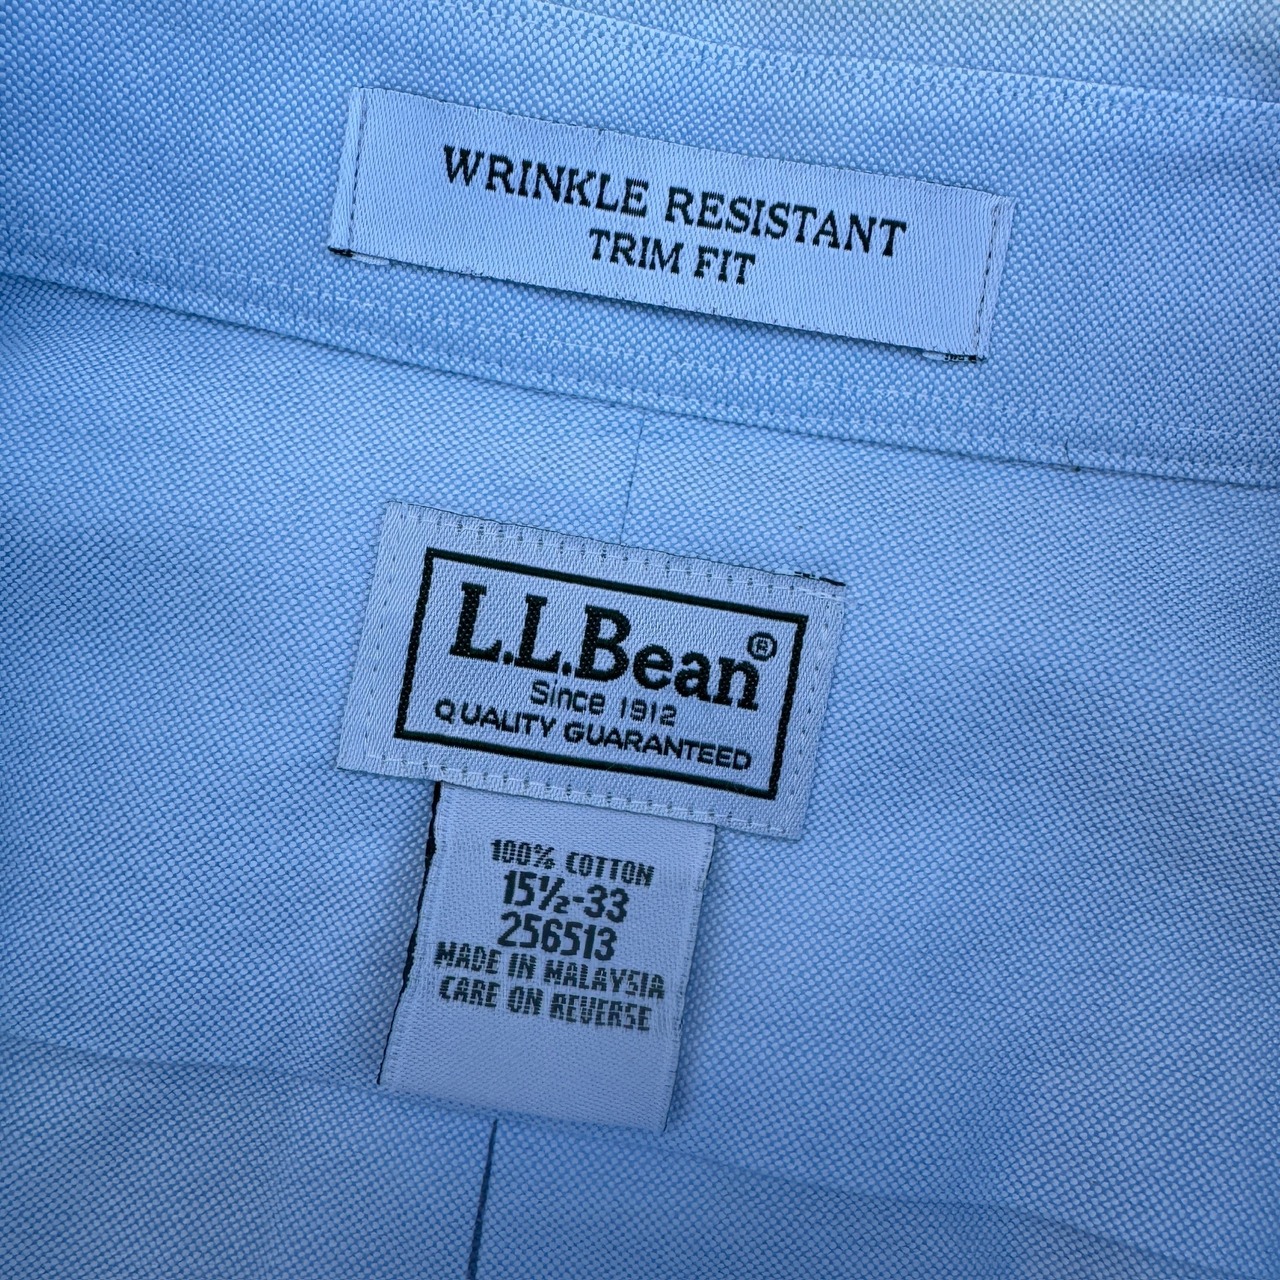 WRINKLE RESISTANT
TRIM FIT
L.L.Bean®
Since 1912
QUALITY GUARANTEED
100% COTTON
15½-33
256513
MADE IN MALAYSIA
CARE ON REVERSE